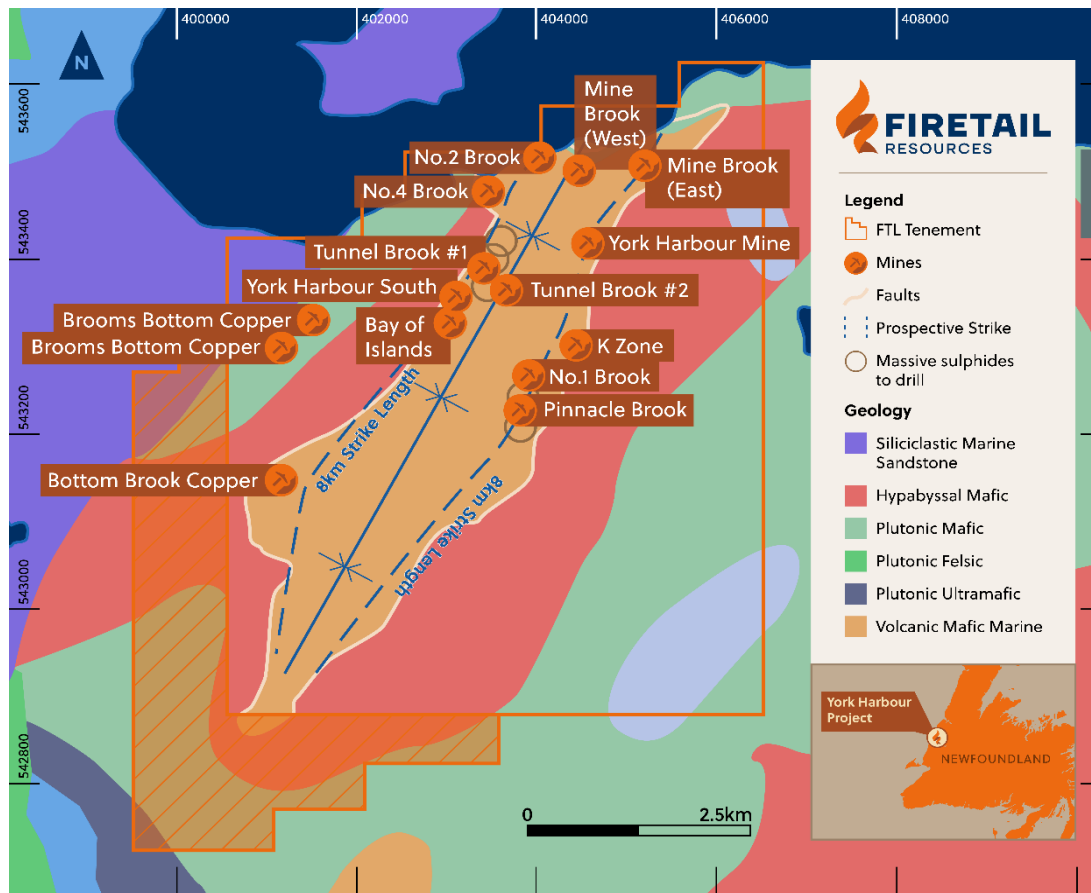 400000
402000
404000
406000
408000
N
543600
543400
543200
543000
542800
Mine
Brook
(West)
No.2 Brook
Mine Brook
(East)
No.4 Brook
York Harbour Mine
Tunnel Brook #1
York Harbour South
Tunnel Brook #2
Brooms Bottom Copper
Bay of
Islands
Brooms Bottom Copper
K Zone
No.1 Brook
Pinnacle Brook
8km Strike Length
Bottom Brook Copper
8km Strike
Length
0
2.5km
FIRETAIL
RESOURCES
Legend
FTL Tenement
Mines
Faults
Prospective Strike
Massive sulphides
to drill
Geology
Siliciclastic Marine
Sandstone
Hypabyssal Mafic
Plutonic Mafic
Plutonic Felsic
Plutonic Ultramafic
Volcanic Mafic Marine
York Harbour
Project
NEWFOUNDLAND